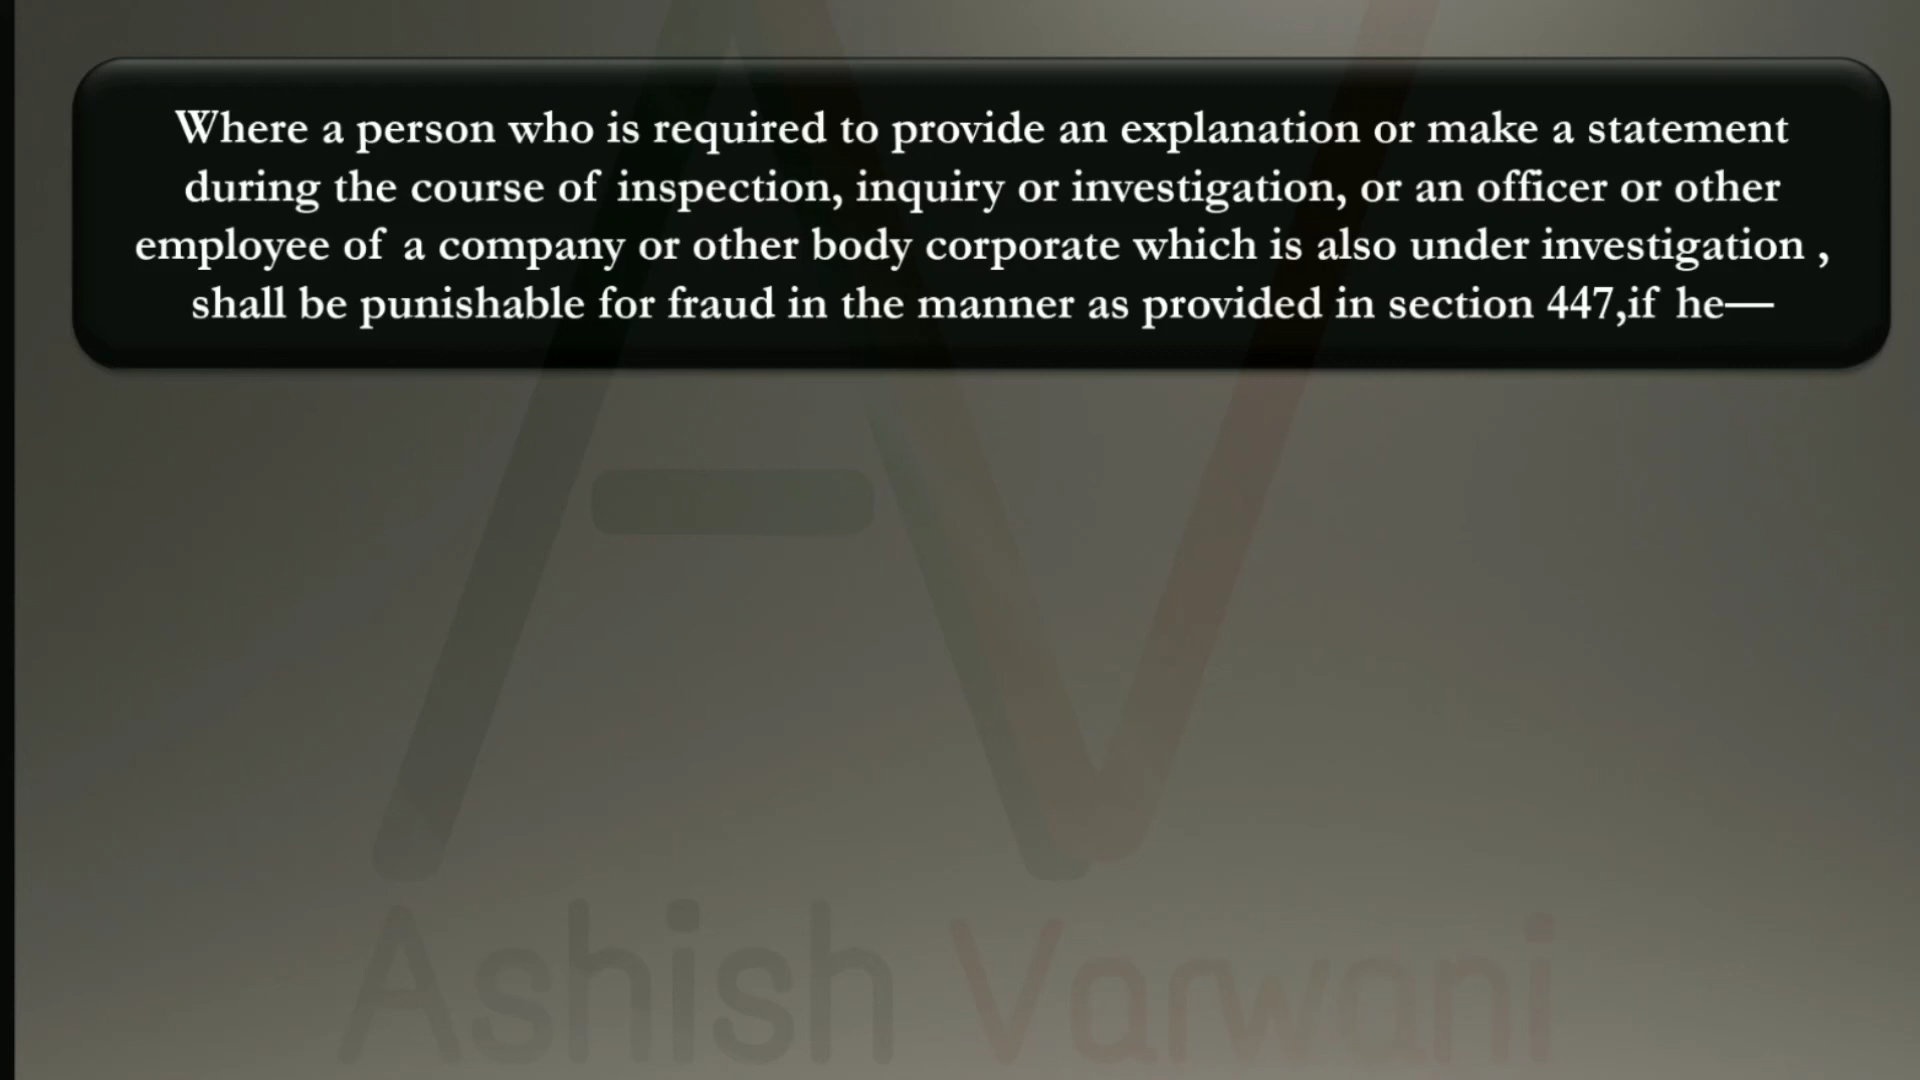 Where a person who is required to provide an explanation or make a statement
during the course of inspection, inquiry or investigation, or an officer or other
employee of a company or other body corporate which is also under investigation ,
shall be punishable for fraud in the manner as provided in section 447,if he—
AV
Ashish Varwani